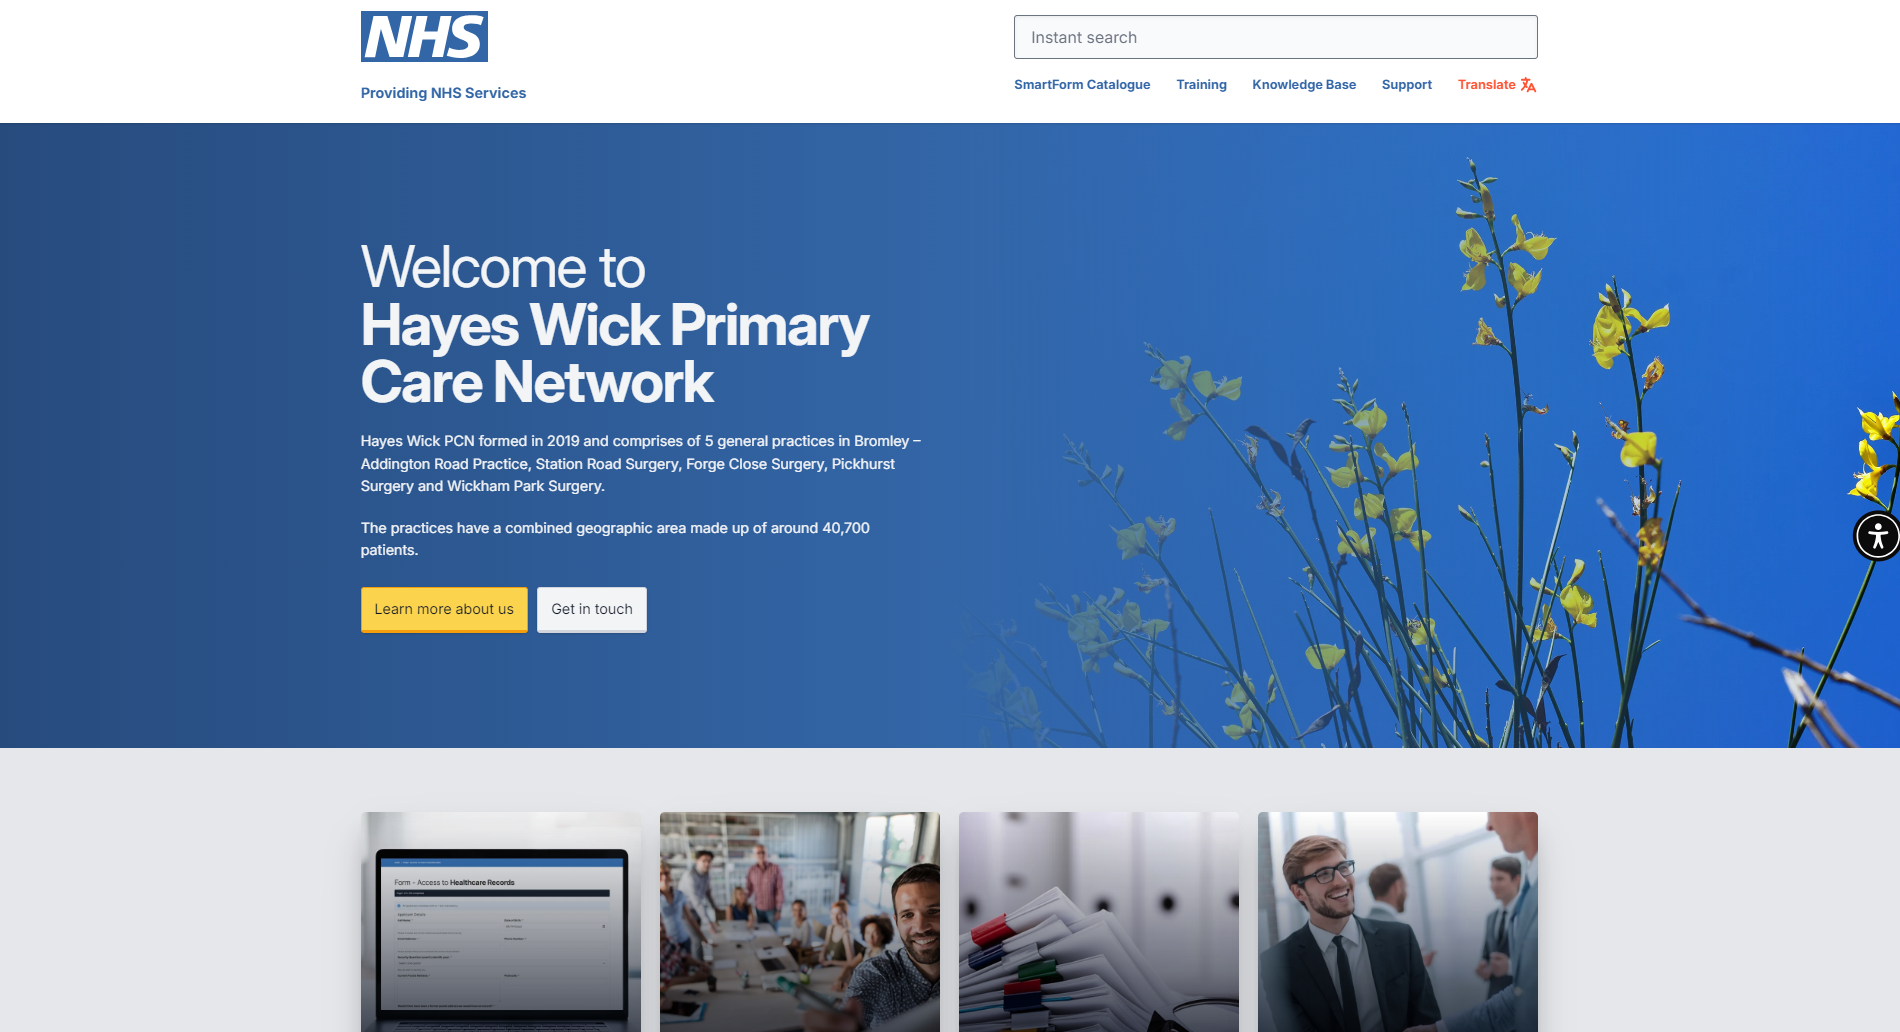 NHS
Providing NHS Services
Instant search
SmartForm Catalogue Training Knowledge Base Support Translate
Welcome to
Hayes Wick Primary
Care Network
Hayes Wick PCN formed in 2019 and comprises of 5 general practices in Bromley –
Addington Road Practice, Station Road Surgery, Forge Close Surgery, Pickhurst
Surgery and Wickham Park Surgery.
The practices have a combined geographic area made up of around 40,700
patients.
Learn more about us Get in touch
Form - Access to Healthcare Records